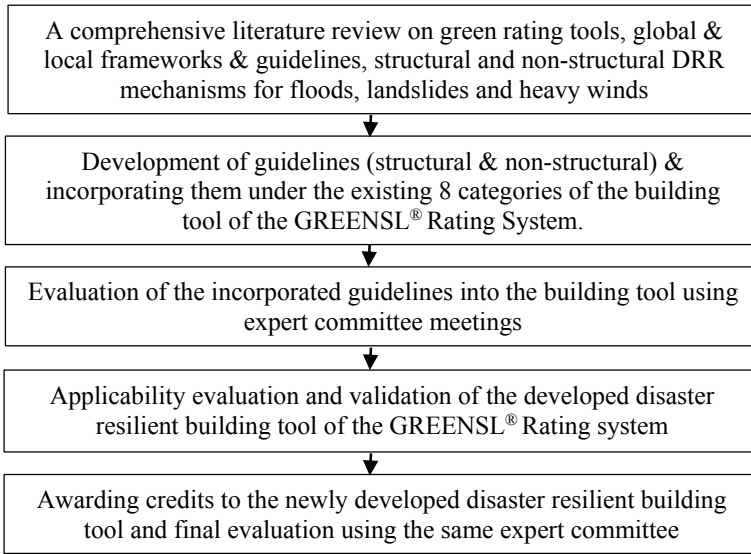 A comprehensive literature review on green rating tools, global &
local frameworks & guidelines, structural and non-structural DRR
mechanisms for floods, landslides and heavy winds
Development of guidelines (structural & non-structural) &
incorporating them under the existing 8 categories of the building
tool of the GREENSL® Rating System.
Evaluation of the incorporated guidelines into the building tool using
expert committee meetings
Applicability evaluation and validation of the developed disaster
resilient building tool of the GREENSL® Rating system
Awarding credits to the newly developed disaster resilient building
tool and final evaluation using the same expert committee